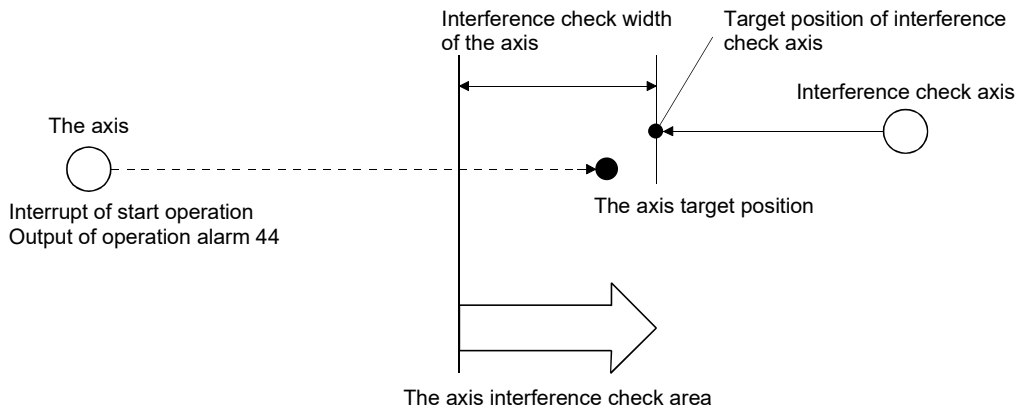 Interference check width
of the axis
Target position of interference
check axis
Interference check axis
The axis
Interrupt of start operation
Output of operation alarm 44
The axis target position
The axis interference check area